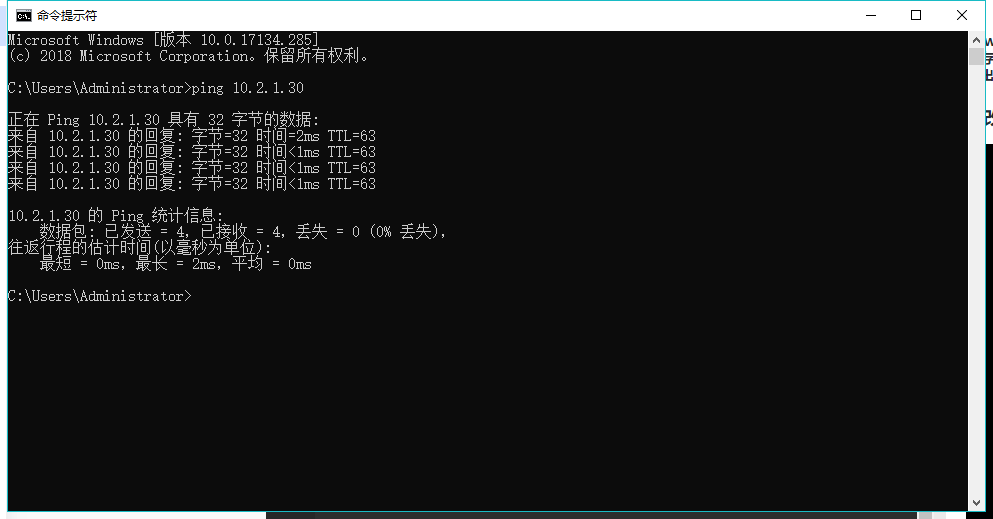 命令提示符
Microsoft Windows [版本 10.0.17134.285]
(c) 2018 Microsoft Corporation。保留所有权利。
C:\Users\Administrator>ping 10.2.1.30
正在 Ping 10.2.1.30 具有 32 字节的数据:
来自 10.2.1.30 的回复: 字节=32 时间=2ms TTL=63
来自 10.2.1.30 的回复: 字节=32 时间<1ms TTL=63
来自 10.2.1.30 的回复: 字节=32 时间<1ms TTL=63
来自 10.2.1.30 的回复: 字节=32 时间<1ms TTL=63
10.2.1.30 的 Ping 统计信息:
数据包: 已发送 = 4，已接收 = 4，丢失 = 0 (0% 丢失)，
往返行程的估计时间(以毫秒为单位):
最短 = 0ms，最长 = 2ms，平均 = 0ms
C:\Users\Administrator>